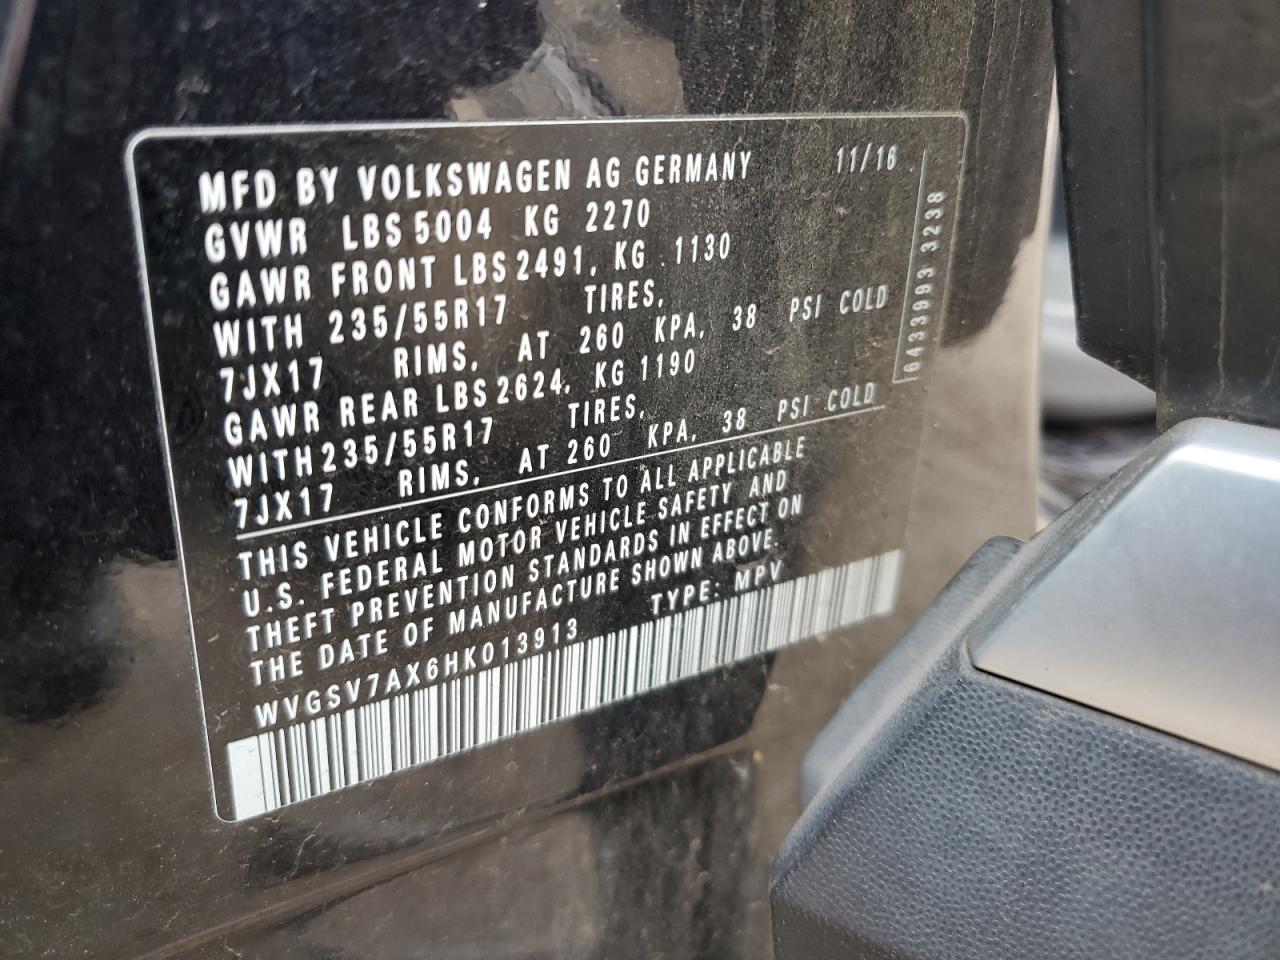 MFD BY VOLKSWAGEN AG GERMANY 11/16
GVWR LBS 5004 KG 2270
GAWR FRONT LBS 2491, KG 1130
WITH 235/55R17 TIRES,
7JX17 RIMS, AT 260 KPA, 38 PSI COLD
GAWR REAR LBS 2624, KG 1190
WITH 235/55R17 TIRES,
7JX17 RIMS, AT 260 KPA, 38 PSI COLD
THIS VEHICLE CONFORMS TO ALL APPLICABLE
U.S. FEDERAL MOTOR VEHICLE SAFETY AND
THEFT PREVENTION STANDARDS IN EFFECT ON
THE DATE OF MANUFACTURE SHOWN ABOVE.
WVGSV7AX6HK013913 TYPE: MPV
6433993 3238